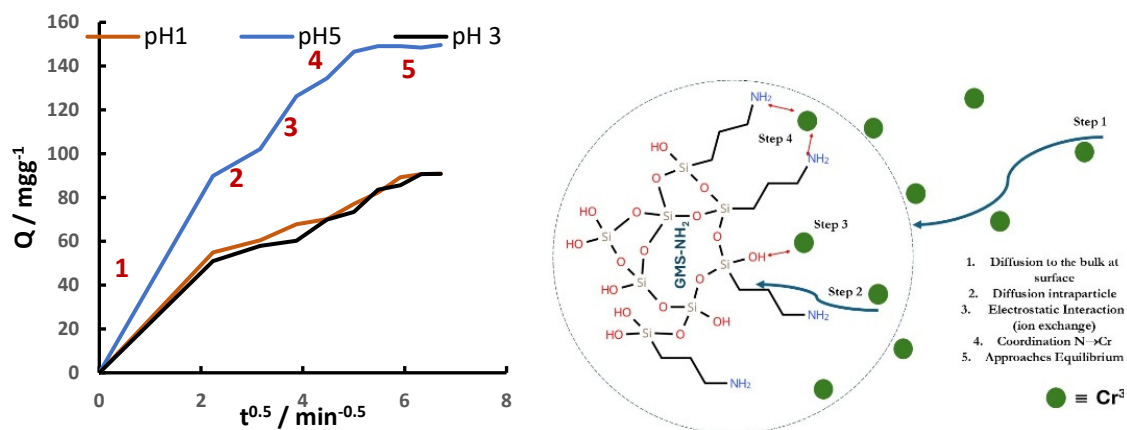 160
140
120
100
80
60
40
20
0
Q / mgg⁻¹
pH1
pH5
pH 3
1
2
3
4
5
0
2
4
6
8
t⁰·⁵ / min⁻⁰·⁵
NH₂
Step 4
NH₂
HO
Si
O
O
Si
O
Si
HO
HO
Si
O
O
O
GMS-NH₂
O
Step 3
Si
OH
HO
Si
O
Si
OH
Step 2
NH₂
HO
HO
Si
O
OH
NH₂
Step 1
1. Diffusion to the bulk at
surface
2. Diffusion intraparticle
3. Electrostatic Interaction
(ion exchange)
4. Coordination N→Cr
5. Approaches Equilibrium
≡ Cr³